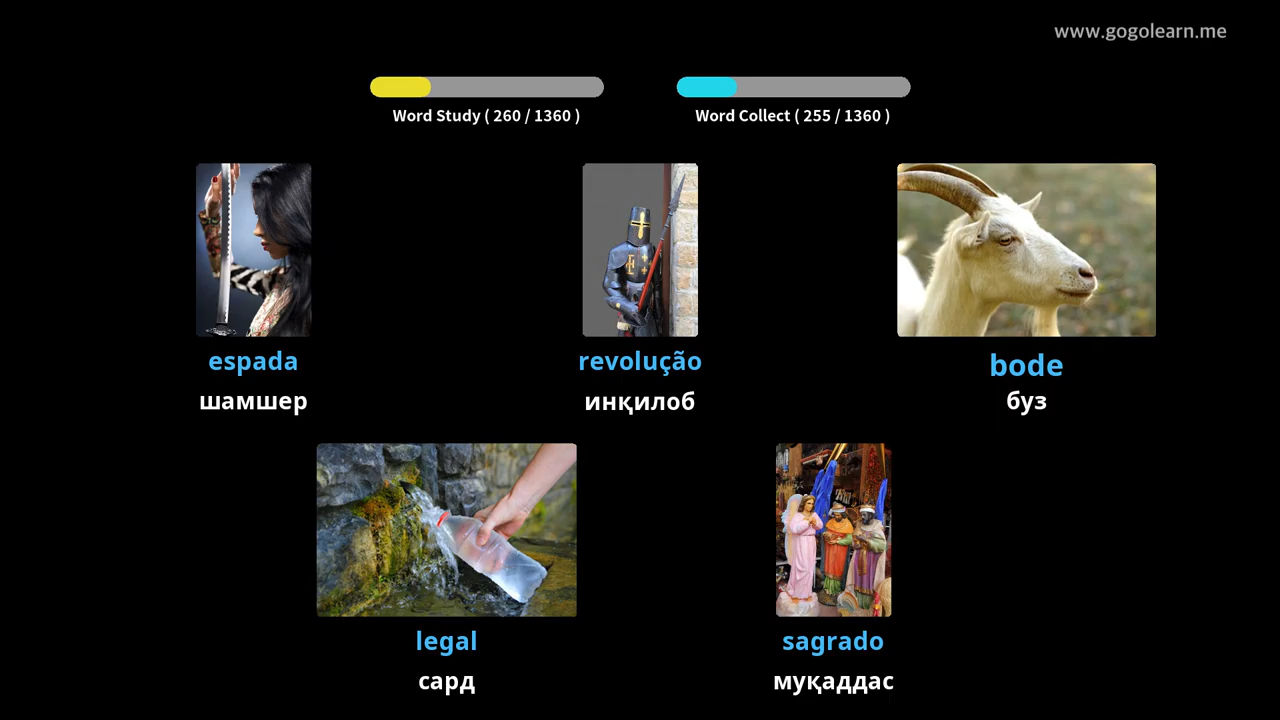 www.gogolearn.me
Word Study ( 260 / 1360 )
Word Collect ( 255 / 1360 )
espada
шамшер
revolução
инқилоб
bode
буз
legal
сард
sagrado
муқаддас